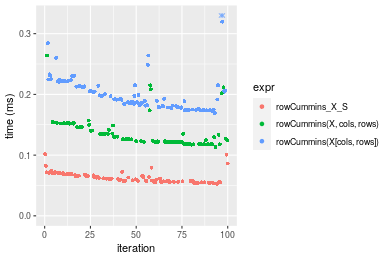 time (ms)
0.3
0.2
0.1
0.0
0
25
50
75
100
iteration
expr
rowCummins_X_S
rowCummins(X, cols, rows)
rowCummins(X[cols, rows])